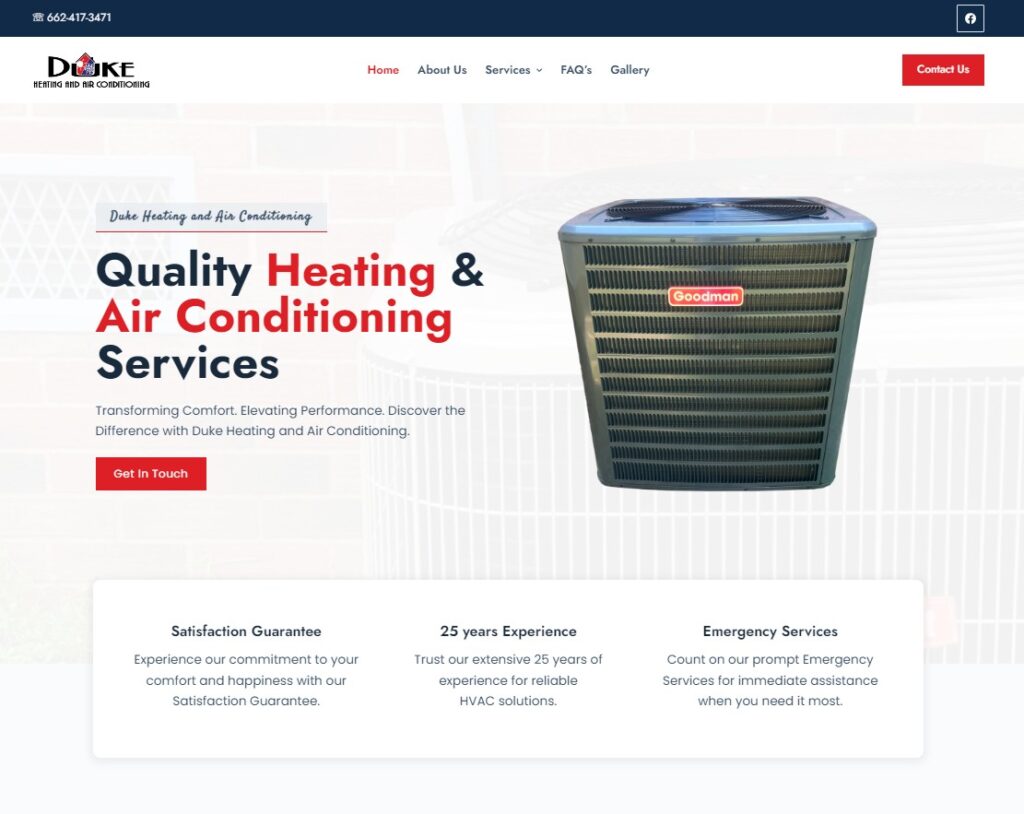 ☏ 662-417-3471
DUKE
HEATING AND AIR CONDITIONING
Home About Us Services FAQ's Gallery
Contact Us
Duke Heating and Air Conditioning
Quality Heating &
Air Conditioning
Services
Transforming Comfort. Elevating Performance. Discover the
Difference with Duke Heating and Air Conditioning.
Get In Touch
Goodman
Satisfaction Guarantee
Experience our commitment to your
comfort and happiness with our
Satisfaction Guarantee.
25 years Experience
Trust our extensive 25 years of
experience for reliable
HVAC solutions.
Emergency Services
Count on our prompt Emergency
Services for immediate assistance
when you need it most.